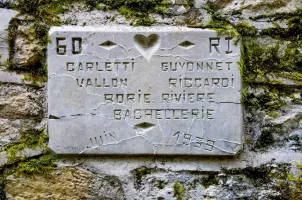 60 RI
CARLETTI GUYONNET
VALLON RICCARDI
BORIE RIVIERE
BACHELLERIE
JUIN 1939